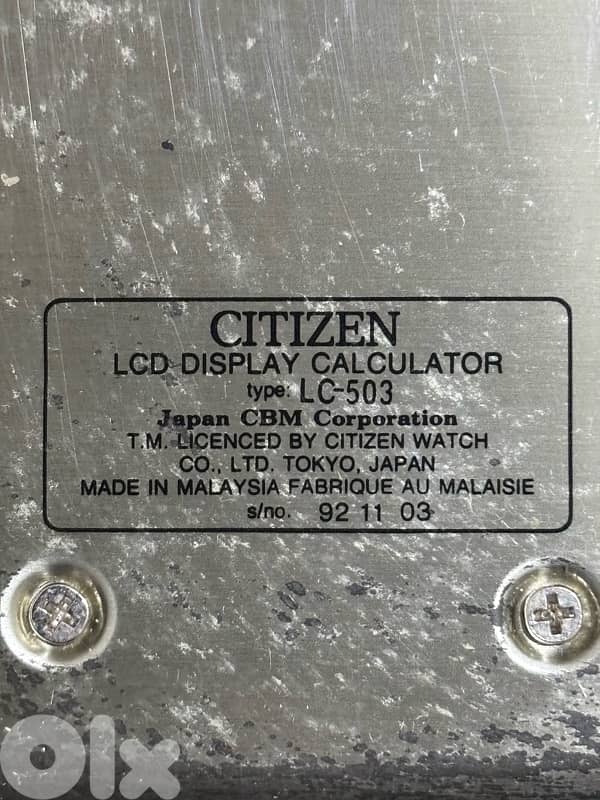 CITIZEN
LCD DISPLAY CALCULATOR
type: LC-503
Japan CBM Corporation
T.M. LICENCED BY CITIZEN WATCH
CO., LTD. TOKYO, JAPAN
MADE IN MALAYSIA FABRIQUE AU MALAISIE
s/no. 92 11 03
Olx